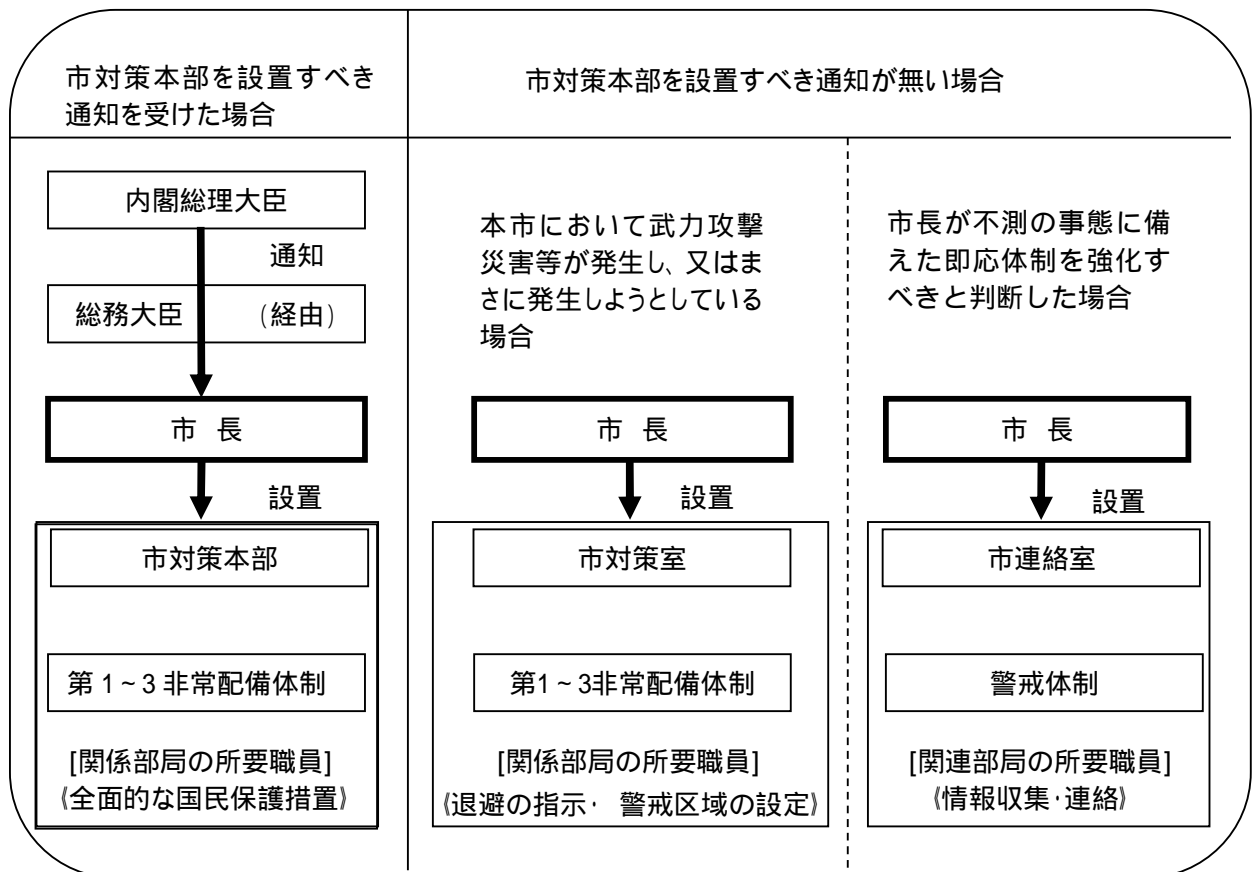 市対策本部を設置すべき
通知を受けた場合
市対策本部を設置すべき通知が無い場合
内閣総理大臣
通知
総務大臣 (経由)
市 長
設置
市対策本部
第 1 ~ 3 非常配備体制
[関係部局の所要職員]
《全面的な国民保護措置》
本市において武力攻撃
災害等が発生し、又はま
さに発生しようとしている
場合
市 長
設置
市対策室
第1 ~ 3非常配備体制
[関係部局の所要職員]
《退避の指示・ 警戒区域の設定》
市長が不測の事態に備
えた即応体制を強化す
べきと判断した場合
市 長
設置
市連絡室
警戒体制
[関連部局の所要職員]
《情報収集・連絡》